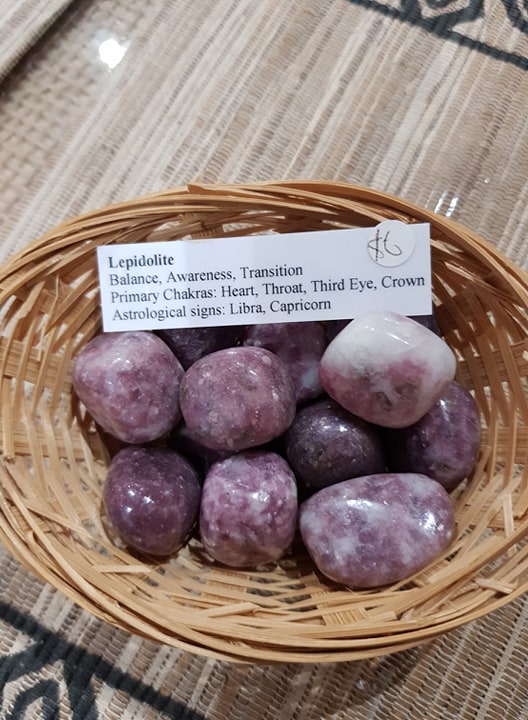 Lepidolite
$6
Balance, Awareness, Transition
Primary Chakras: Heart, Throat, Third Eye, Crown
Astrological signs: Libra, Capricorn